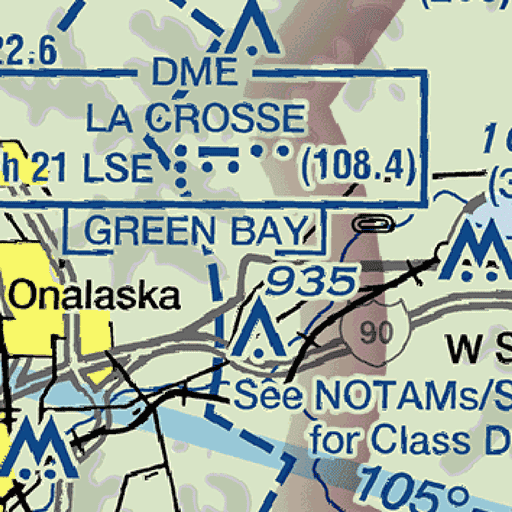 22.6
DME
LA CROSSE
h 21 LSE
(108.4)
GREEN BAY
935
Onalaska
90
W S
See NOTAMs/S
for Class D
105°